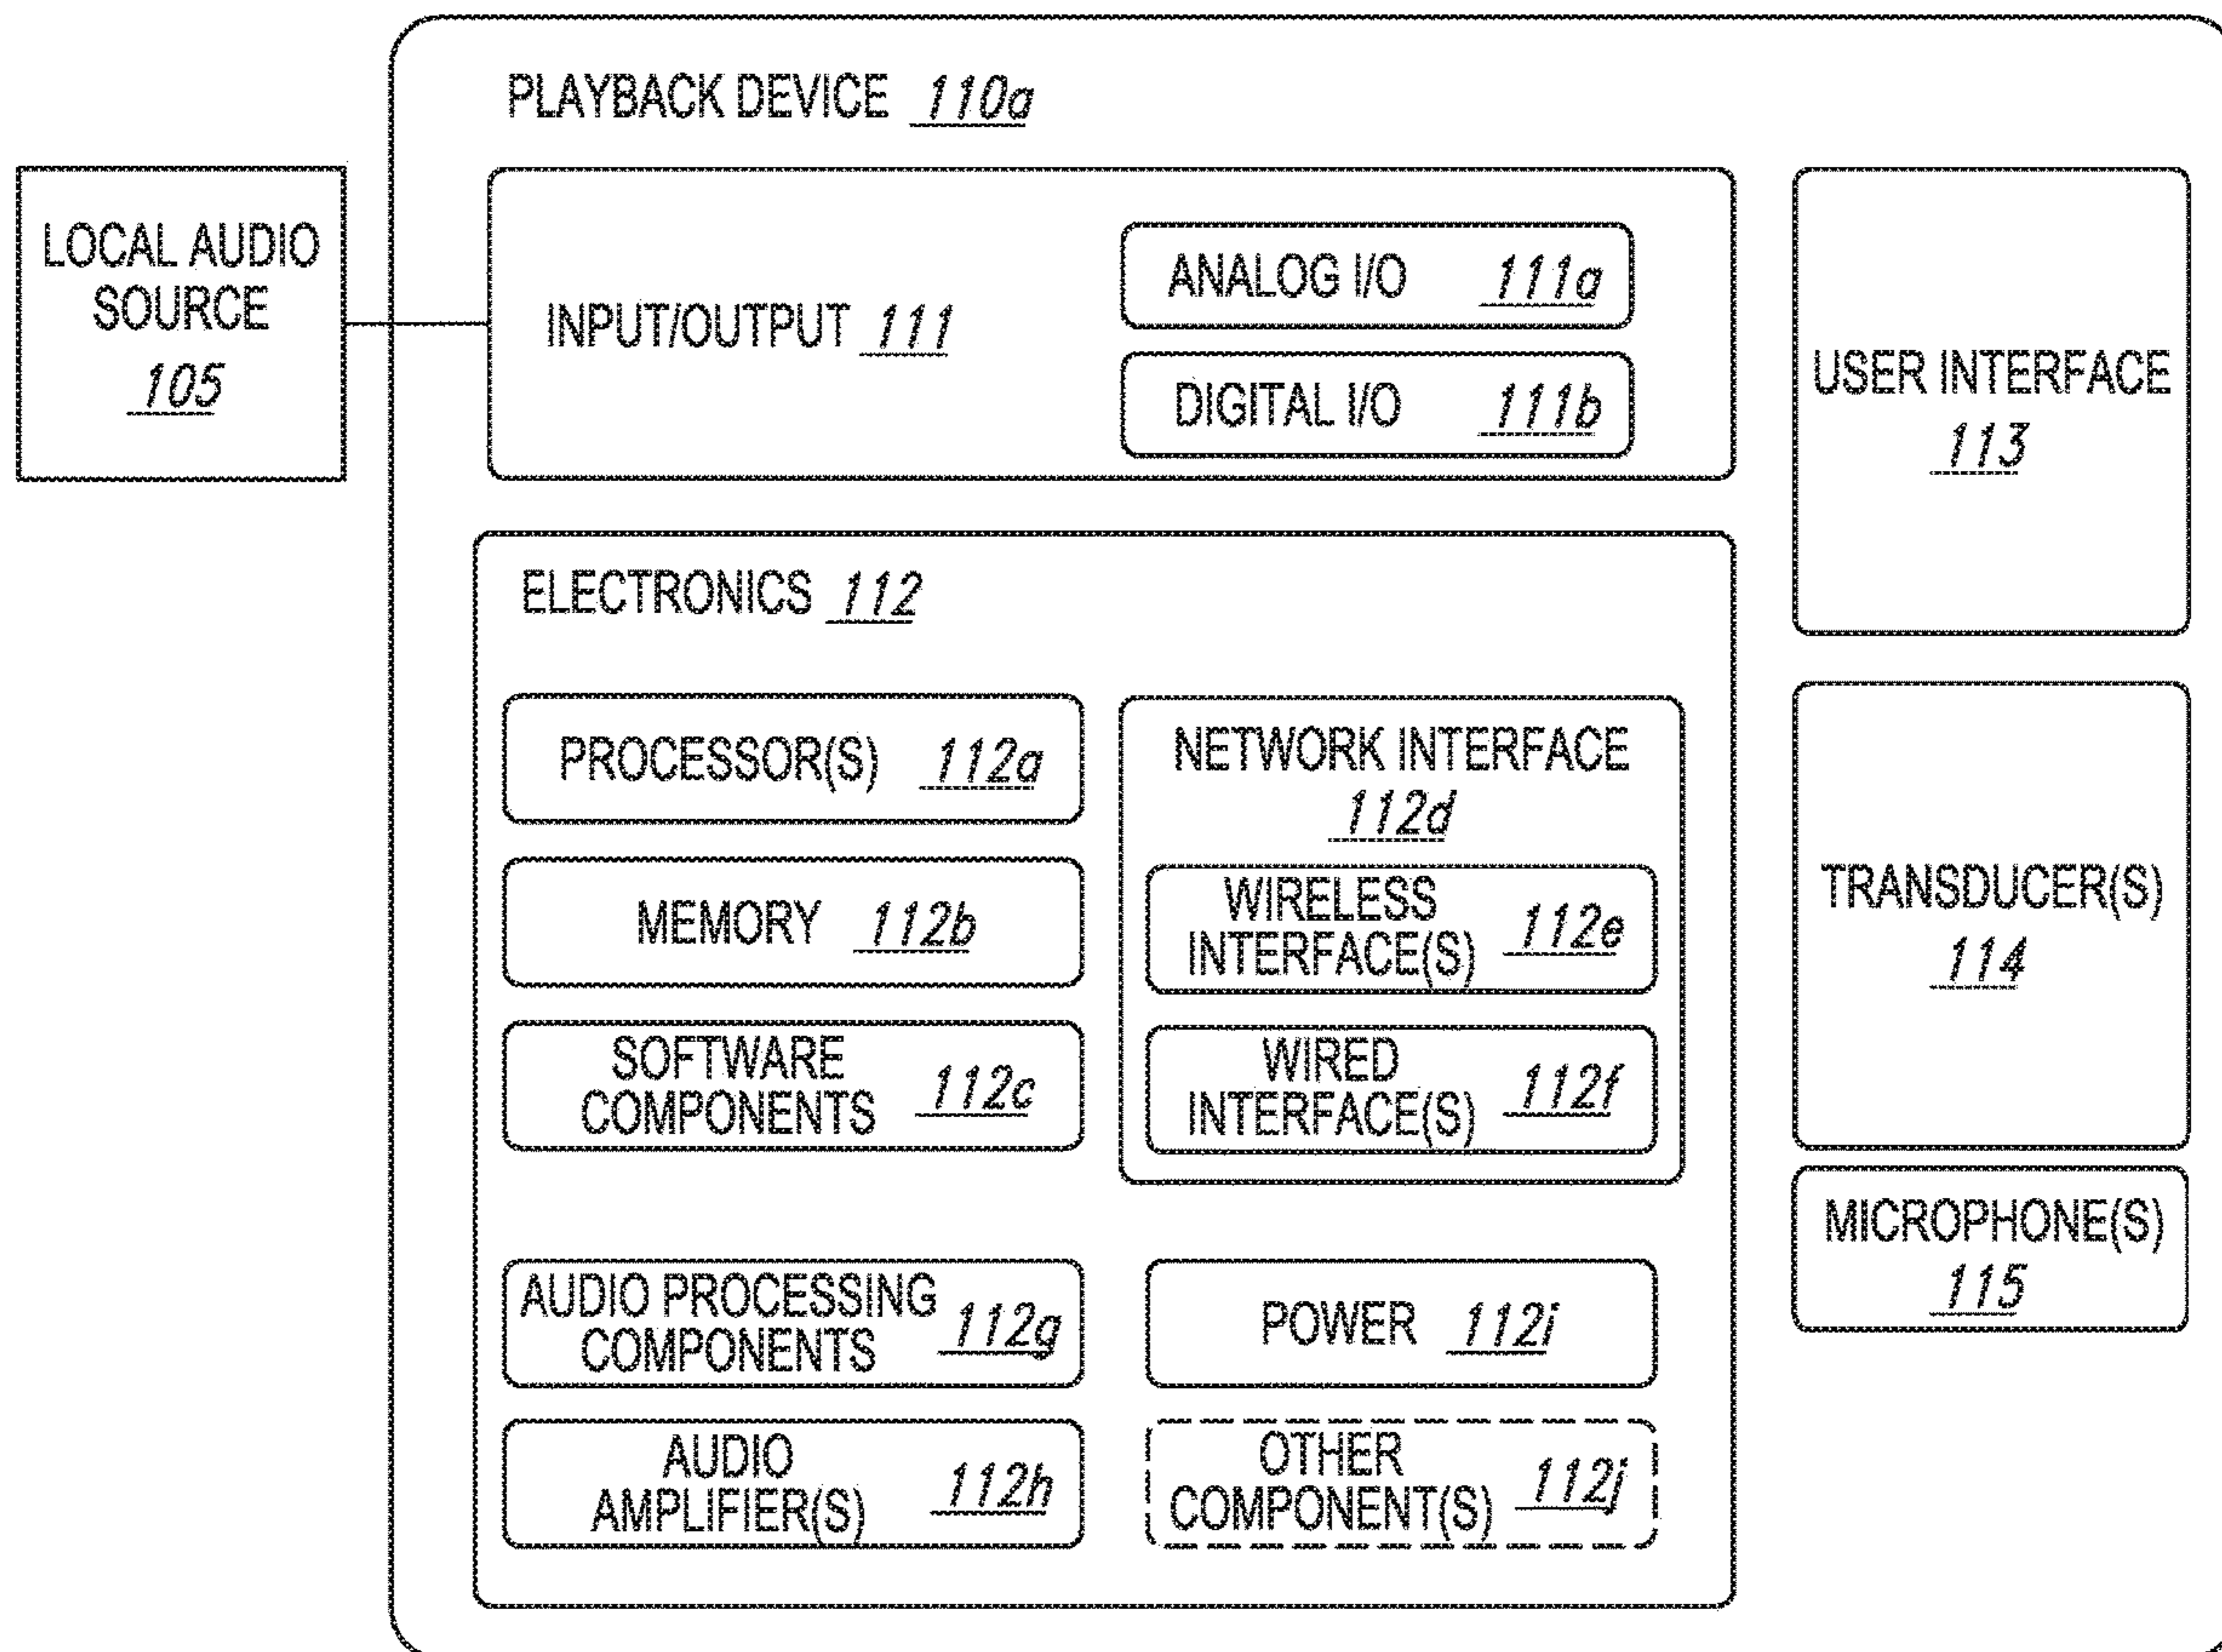 PLAYBACK DEVICE 110a
LOCAL AUDIO
SOURCE
105
INPUT/OUTPUT 111
ANALOG I/O 111a
DIGITAL I/O 111b
USER INTERFACE
113
ELECTRONICS 112
PROCESSOR(S) 112a
MEMORY 112b
SOFTWARE
COMPONENTS 112c
NETWORK INTERFACE
112d
WIRELESS
INTERFACE(S) 112e
WIRED
INTERFACE(S) 112f
AUDIO PROCESSING
COMPONENTS 112g
AUDIO
AMPLIFIER(S) 112h
POWER 112i
OTHER
COMPONENT(S) 112j
TRANSDUCER(S)
114
MICROPHONE(S)
115